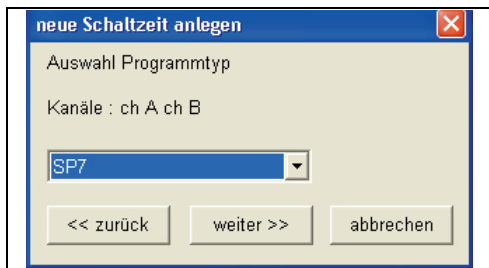 neue Schaltzeit anlegen
Auswahl Programmtyp
Kanäle : ch A ch B
SP7
<< zurück weiter >> abbrechen